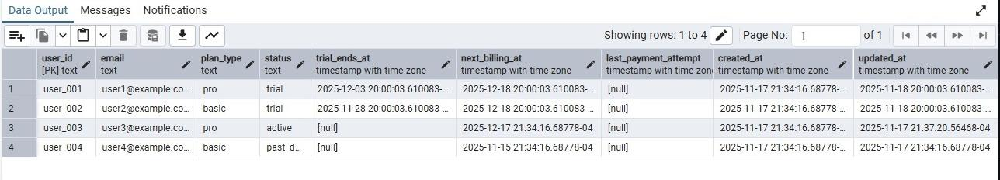 Data Output Messages Notifications
Showing rows: 1 to 4 Page No: 1 of 1
user_id email plan_type status trial_ends_at next_billing_at last_payment_attempt created_at updated_at
[PK] text text text text timestamp with time zone timestamp with time zone timestamp with time zon timestamp with time zone timestamp with time zone
1 user_001 user1@example.co... pro trial 2025-12-03 20:00:03.610083-... 2025-12-18 20:00:03.610083-... [null] 2025-11-17 21:34:16.68778-... 2025-11-18 20:00:03.610083-...
2 user_002 user2@example.co... basic trial 2025-11-28 20:00:03.610083-... 2025-12-18 20:00:03.610083-... [null] 2025-11-17 21:34:16.68778-... 2025-11-18 20:00:03.610083-...
3 user_003 user3@example.co... pro active [null] 2025-12-17 21:34:16.68778-04 [null] 2025-11-17 21:34:16.68778-... 2025-11-17 21:37:20.56468-04
4 user_004 user4@example.co... basic past_d... [null] 2025-11-15 21:34:16.68778-04 [null] 2025-11-17 21:34:16.68778-... 2025-11-17 21:34:16.68778-04